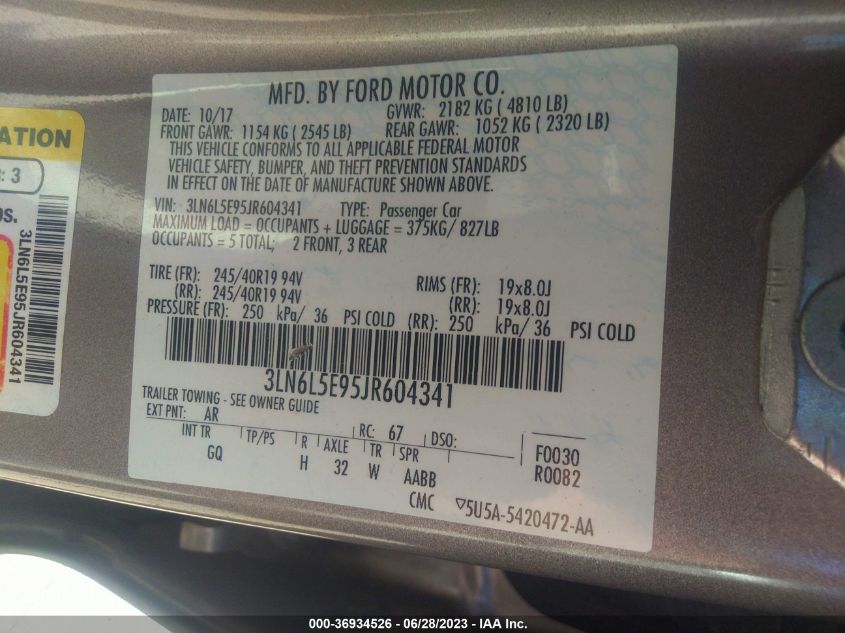 MFD. BY FORD MOTOR CO.
DATE: 10/17 GVWR: 2182 KG ( 4810 LB)
FRONT GAWR: 1154 KG ( 2545 LB) REAR GAWR: 1052 KG ( 2320 LB)
THIS VEHICLE CONFORMS TO ALL APPLICABLE FEDERAL MOTOR
VEHICLE SAFETY, BUMPER, AND THEFT PREVENTION STANDARDS
IN EFFECT ON THE DATE OF MANUFACTURE SHOWN ABOVE.
VIN: 3LN6L5E95JR604341 TYPE: Passenger Car
MAXIMUM LOAD = OCCUPANTS + LUGGAGE = 375KG/ 827LB
OCCUPANTS = 5 TOTAL; 2 FRONT, 3 REAR
TIRE (FR): 245/40R19 94V RIMS (FR): 19x8.0J
(RR): 245/40R19 94V (RR): 19x8.0J
PRESSURE (FR): 250 kPa/ 36 PSI COLD (RR): 250 kPa/ 36 PSI COLD
3LN6L5E95JR604341
TRAILER TOWING - SEE OWNER GUIDE
EXT PNT: AR RC: 67 DSO: F0030
INT TR TP/PS R AXLE TR SPR R0082
GQ H 32 W AABB
CMC ▽5U5A-5420472-AA
ATION
: 3
os.
3LN6L5E95JR604341
000-36934526 / 06/28/2023 — IAA Inc.